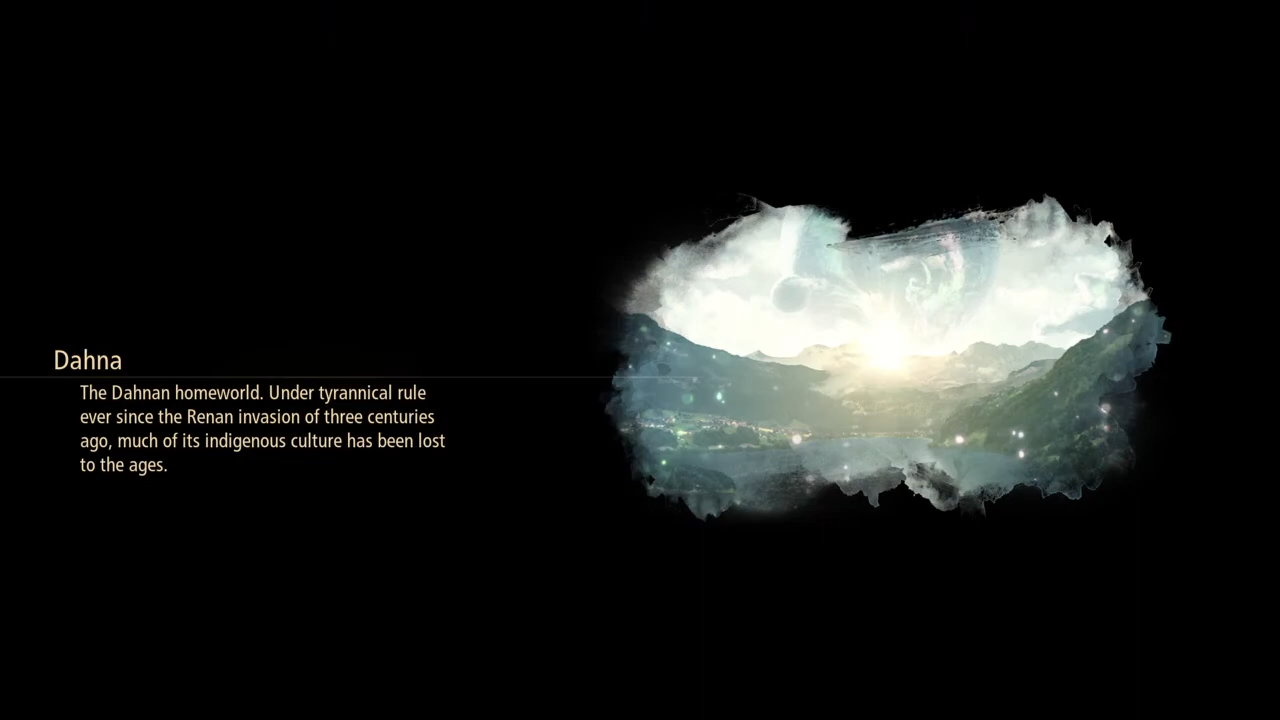 Dahna
The Dahnan homeworld. Under tyrannical rule
ever since the Renan invasion of three centuries
ago, much of its indigenous culture has been lost
to the ages.